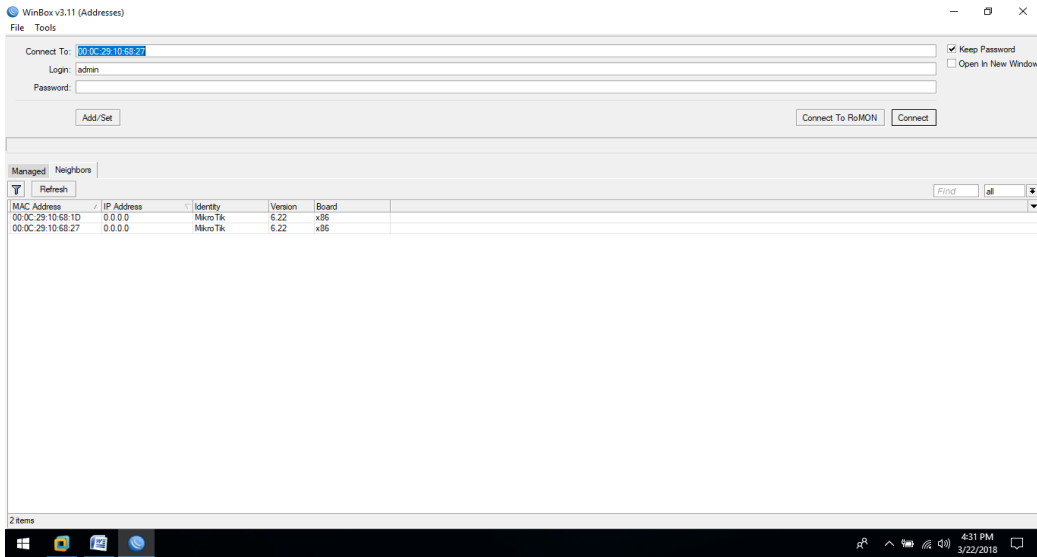 WinBox v3.11 (Addresses)
File Tools
Connect To: 00:0C:29:10:68:27
Keep Password
Login: admin
Open In New Window
Password:
Add/Set
Connect To RoMON
Connect
Managed Neighbors
Refresh
Find
all
MAC Address IP Address Identity Version Board
00:0C:29:10:68:1D 0.0.0.0 MikroTik 6.22 x86
00:0C:29:10:68:27 0.0.0.0 MikroTik 6.22 x86
2 items
4:31 PM
3/22/2018